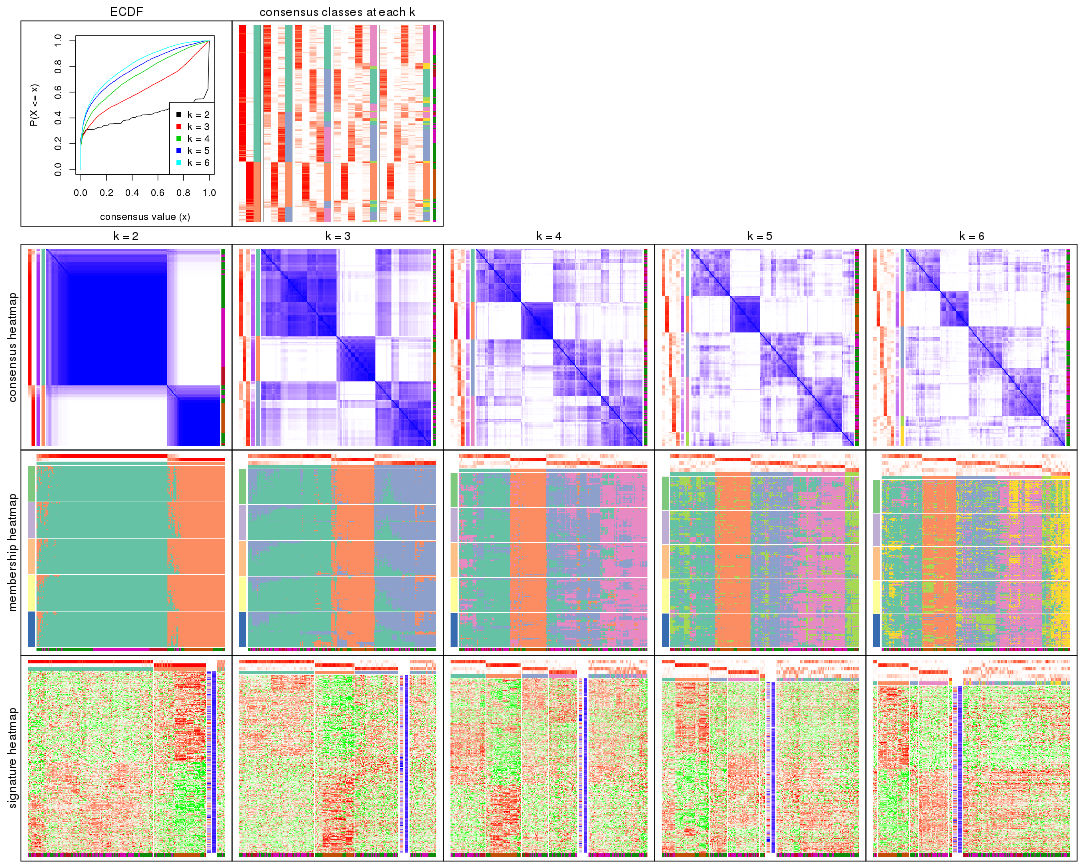 ECDF
consensus classes at each k
P(X <= x)
0.0 0.2 0.4 0.6 0.8 1.0
k = 2
k = 3
k = 4
k = 5
k = 6
0.0 0.2 0.4 0.6 0.8 1.0
consensus value (x)
k = 2
k = 3
k = 4
k = 5
k = 6
consensus heatmap
membership heatmap
signature heatmap